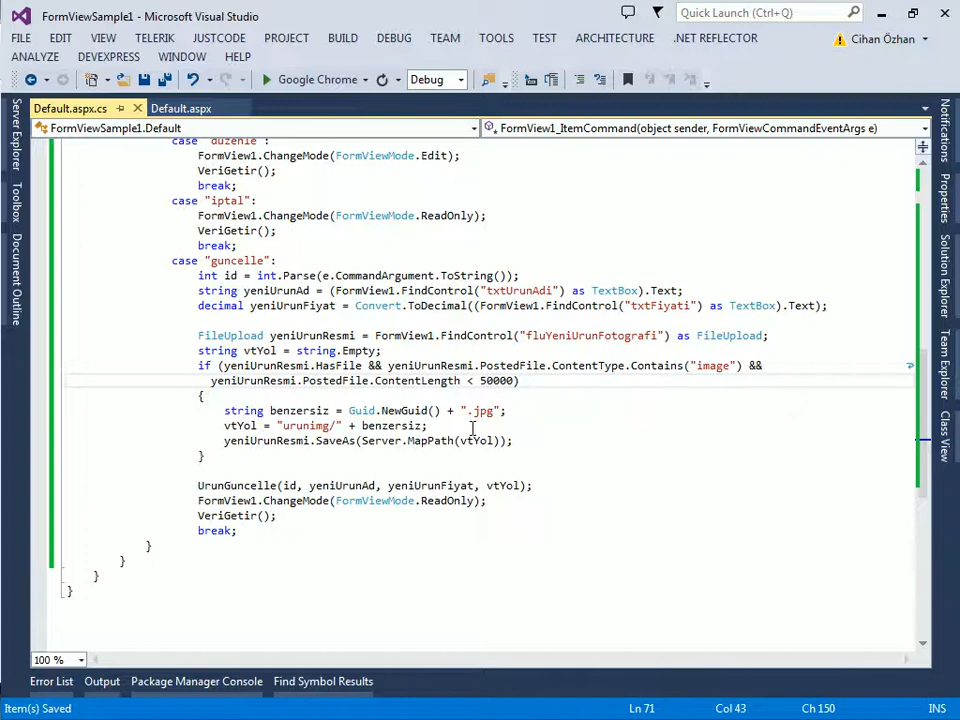 FormViewSample1 - Microsoft Visual Studio
Quick Launch (Ctrl+Q)
FILE EDIT VIEW TELERIK JUSTCODE PROJECT BUILD DEBUG TEAM TOOLS TEST ARCHITECTURE .NET REFLECTOR
Cihan Özhan
ANALYZE DEVEXPRESS WINDOW HELP
Google Chrome
Debug
Default.aspx.cs
Default.aspx
FormViewSample1.Default
FormView1_ItemCommand(object sender, FormViewCommandEventArgs e)
Server Explorer
Toolbox
Document Outline
case "duzenle":
FormView1.ChangeMode(FormViewMode.Edit);
VeriGetir();
break;
case "iptal":
FormView1.ChangeMode(FormViewMode.ReadOnly);
VeriGetir();
break;
case "guncelle":
int id = int.Parse(e.CommandArgument.ToString());
string yeniUrunAd = (FormView1.FindControl("txtUrunAdi") as TextBox).Text;
decimal yeniUrunFiyat = Convert.ToDecimal((FormView1.FindControl("txtFiyati") as TextBox).Text);
FileUpload yeniUrunResmi = FormView1.FindControl("fluYeniUrunFotografi") as FileUpload;
string vtYol = string.Empty;
if (yeniUrunResmi.HasFile && yeniUrunResmi.PostedFile.ContentType.Contains("image") &&
yeniUrunResmi.PostedFile.ContentLength < 50000)
{
string benzersiz = Guid.NewGuid() + ".jpg";
vtYol = "urunimg/" + benzersiz;
yeniUrunResmi.SaveAs(Server.MapPath(vtYol));
}
UrunGuncelle(id, yeniUrunAd, yeniUrunFiyat, vtYol);
FormView1.ChangeMode(FormViewMode.ReadOnly);
VeriGetir();
break;
}
}
}
}
Notifications
Properties
Solution Explorer
Team Explorer
Class View
100 %
Error List Output Package Manager Console Find Symbol Results
Item(s) Saved
Ln 71
Col 43
Ch 150
INS